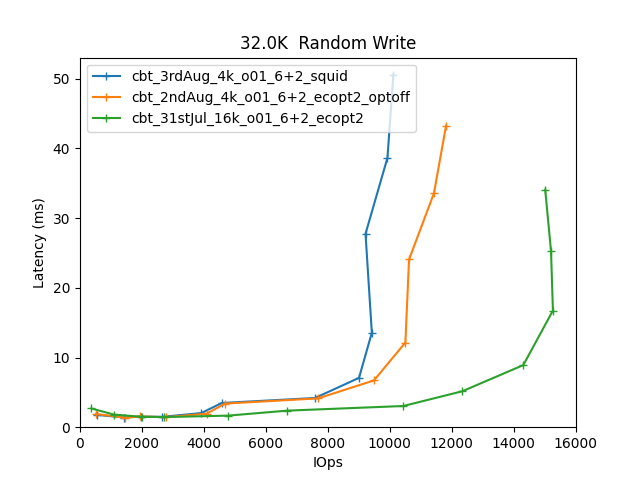 32.0K  Random Write
cbt_3rdAug_4k_o01_6+2_squid
cbt_2ndAug_4k_o01_6+2_ecopt2_optoff
cbt_31stJul_16k_o01_6+2_ecopt2
Latency (ms)
50
40
30
20
10
0
0 2000 4000 6000 8000 10000 12000 14000 16000
IOps